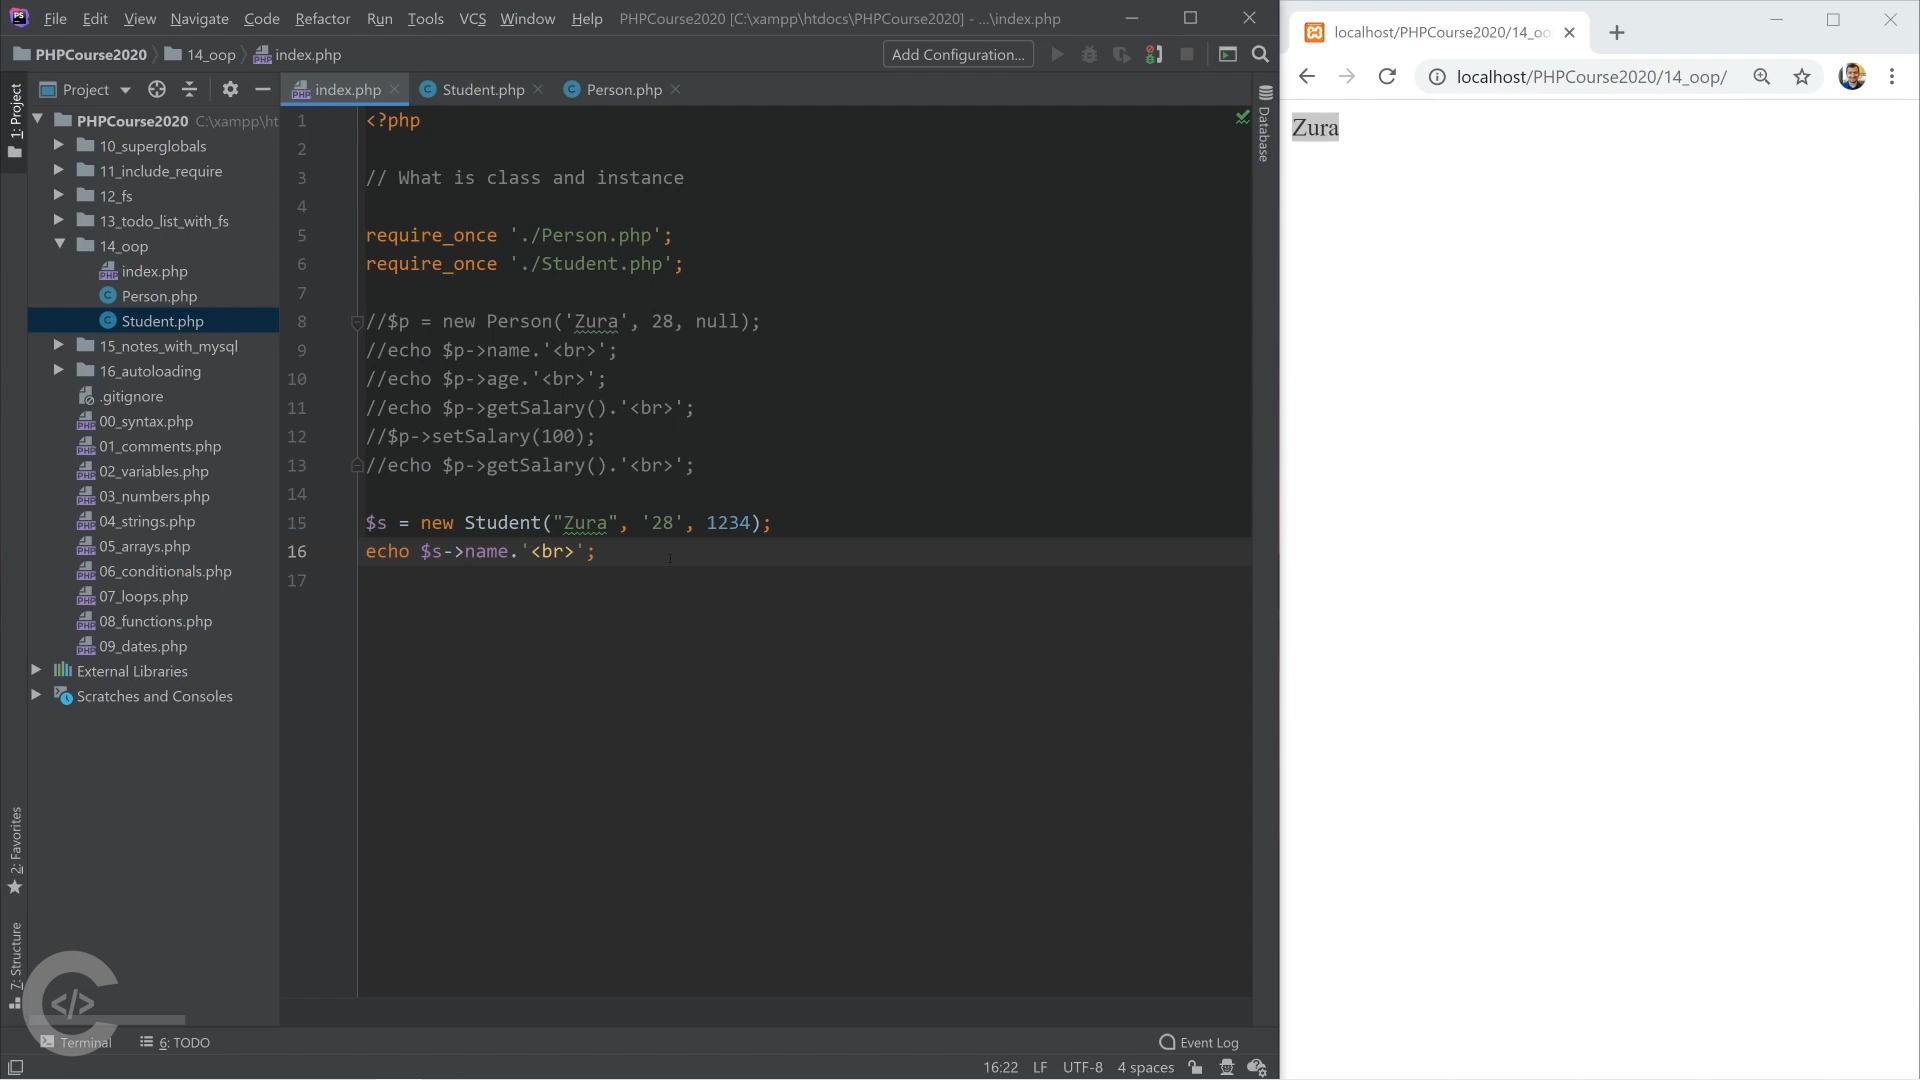 File Edit View Navigate Code Refactor Run Tools VCS Window Help PHPCourse2020 [C:\xampp\htdocs\PHPCourse2020] - ...\index.php
PHPCourse2020 14_oop index.php
Add Configuration...
Project
index.php
Student.php
Person.php
1: Project
PHPCourse2020 C:\xampp\ht
10_superglobals
11_include_require
12_fs
13_todo_list_with_fs
14_oop
index.php
Person.php
Student.php
15_notes_with_mysql
16_autoloading
.gitignore
00_syntax.php
01_comments.php
02_variables.php
03_numbers.php
04_strings.php
05_arrays.php
06_conditionals.php
07_loops.php
08_functions.php
09_dates.php
External Libraries
Scratches and Consoles
2: Favorites
7: Structure
1 <?php
2
3 // What is class and instance
4
5 require_once './Person.php';
6 require_once './Student.php';
7
8 //$p = new Person('Zura', 28, null);
9 //echo $p->name.'<br>';
10 //echo $p->age.'<br>';
11 //echo $p->getSalary().'<br>';
12 //$p->setSalary(100);
13 //echo $p->getSalary().'<br>';
14
15 $s = new Student("Zura", '28', 1234);
16 echo $s->name.'<br>';
17
Database
</>
Terminal
6: TODO
Event Log
16:22 LF UTF-8 4 spaces
localhost/PHPCourse2020/14_oo
localhost/PHPCourse2020/14_oop/
Zura